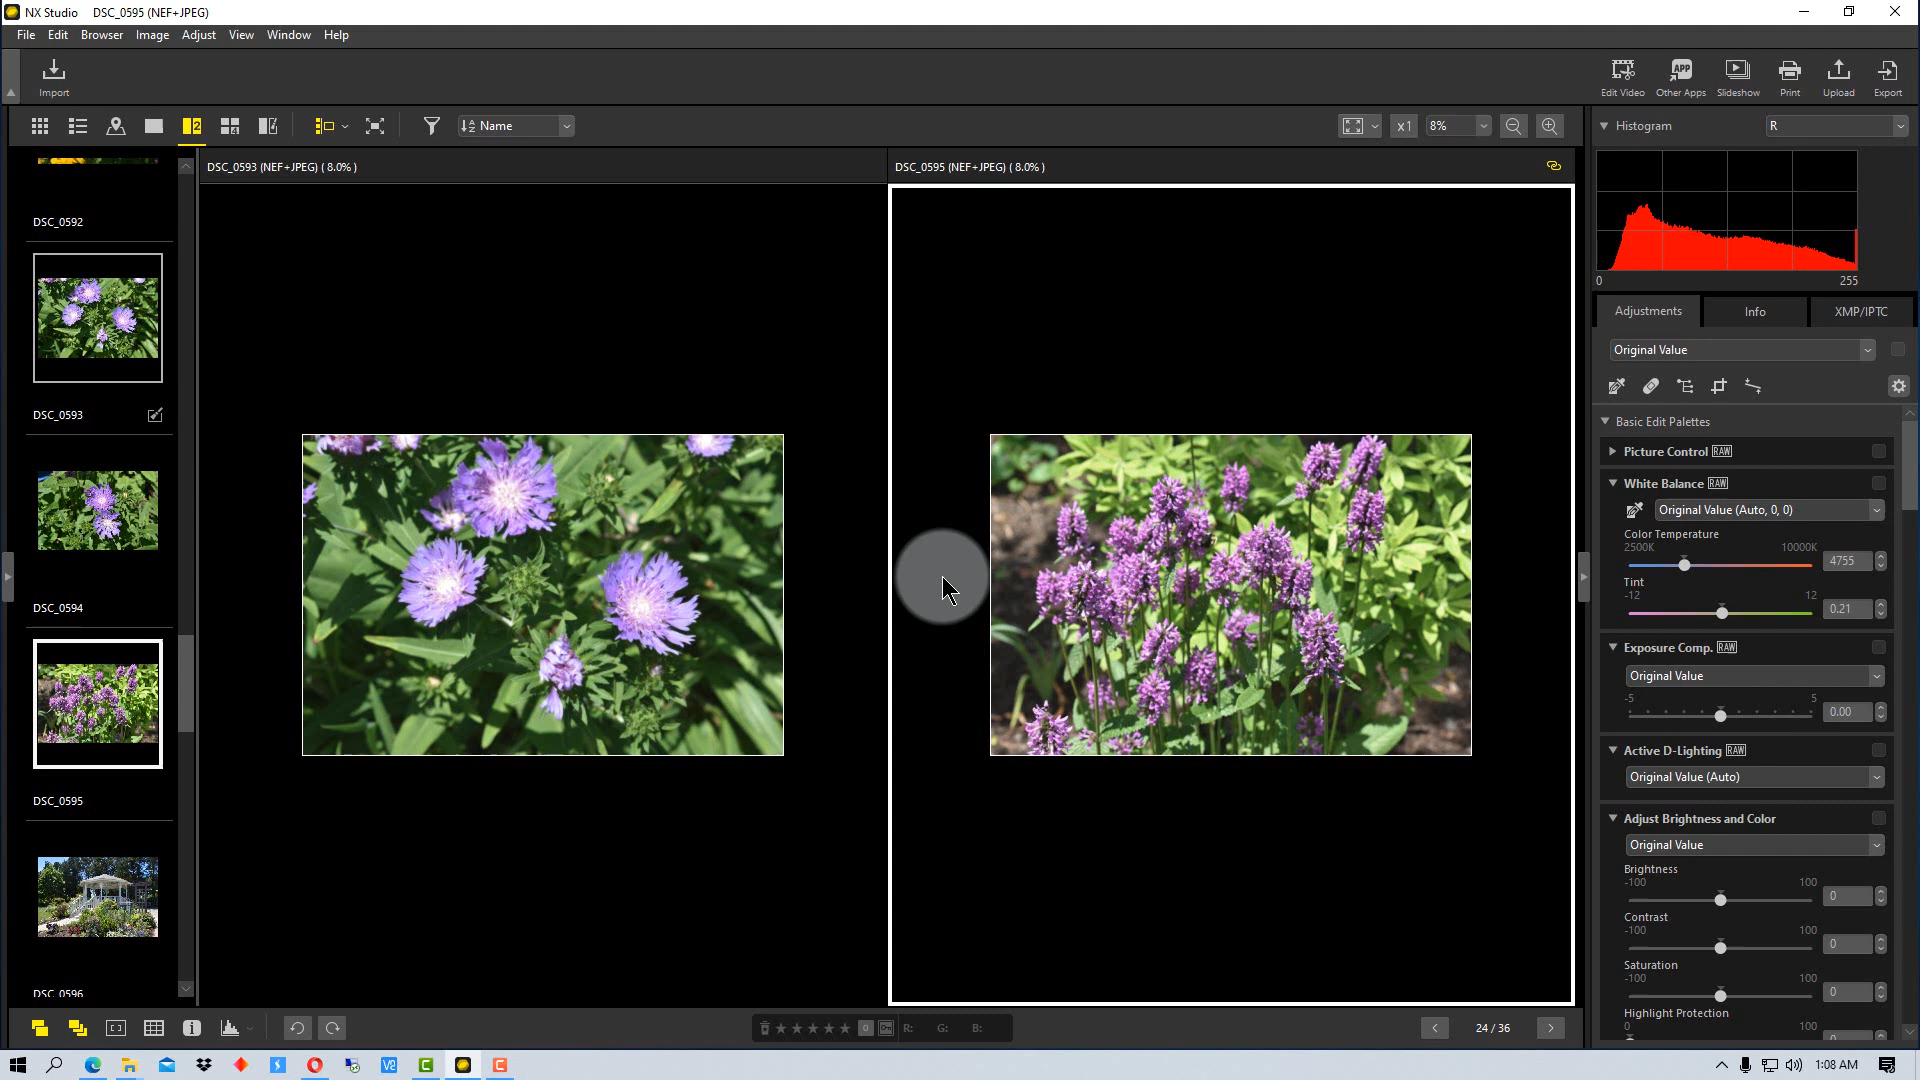 NX Studio DSC_0595 (NEF+JPEG)
File Edit Browser Image Adjust View Window Help
Import
Edit Video Other Apps Slideshow Print Upload Export
APP
2 4
Name
x1 8%
Histogram R
DSC_0593 (NEF+JPEG) ( 8.0% )
DSC_0595 (NEF+JPEG) ( 8.0% )
0 255
DSC_0592
DSC_0593
DSC_0594
DSC_0595
DSC_0596
Adjustments Info XMP/IPTC
Original Value
Basic Edit Palettes
Picture Control RAW
White Balance RAW
Original Value (Auto, 0, 0)
Color Temperature
2500K 10000K
4755
Tint
-12 12
0.21
Exposure Comp. RAW
Original Value
-5 5
0.00
Active D-Lighting RAW
Original Value (Auto)
Adjust Brightness and Color
Original Value
Brightness
-100 100
0
Contrast
-100 100
0
Saturation
-100 100
0
Highlight Protection
0 100
0
0 R: G: B:
24 / 36
1:08 AM